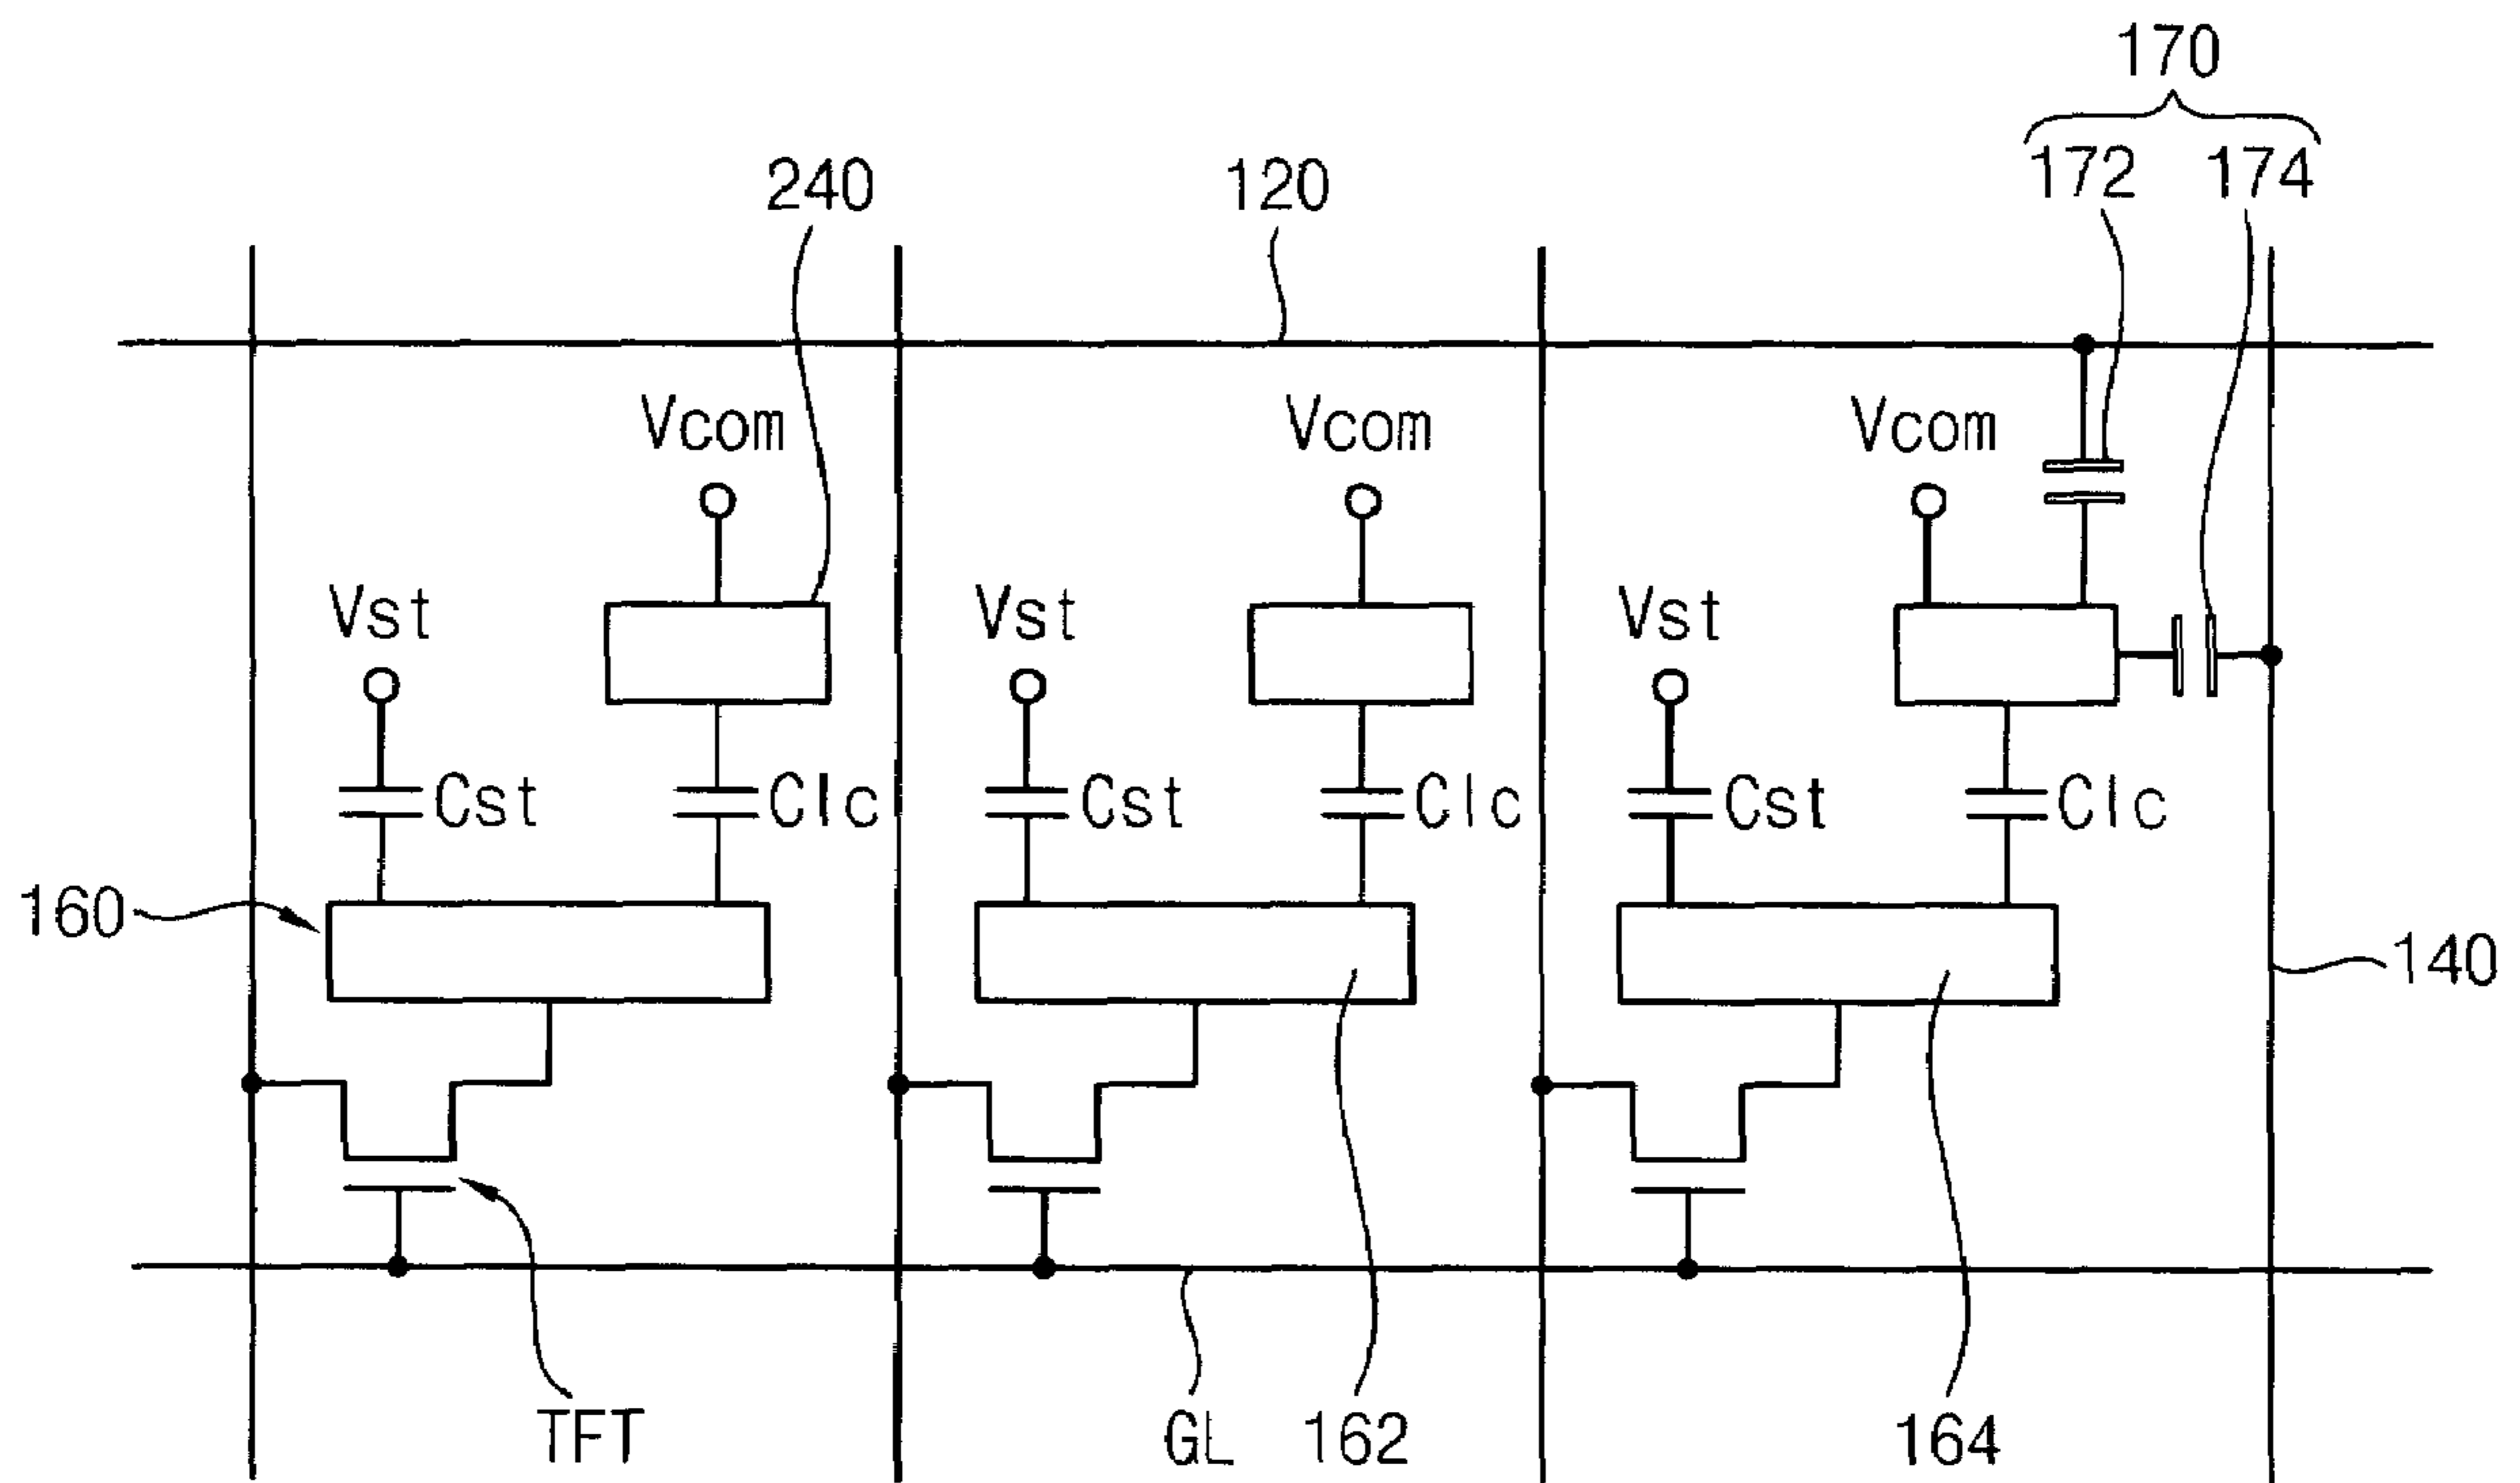 170
172 174
240 120
Vcom Vcom Vcom
Vst Vst Vst
Cst Clc Cst Clc Cst Clc
160
140
TFT GL 162 164